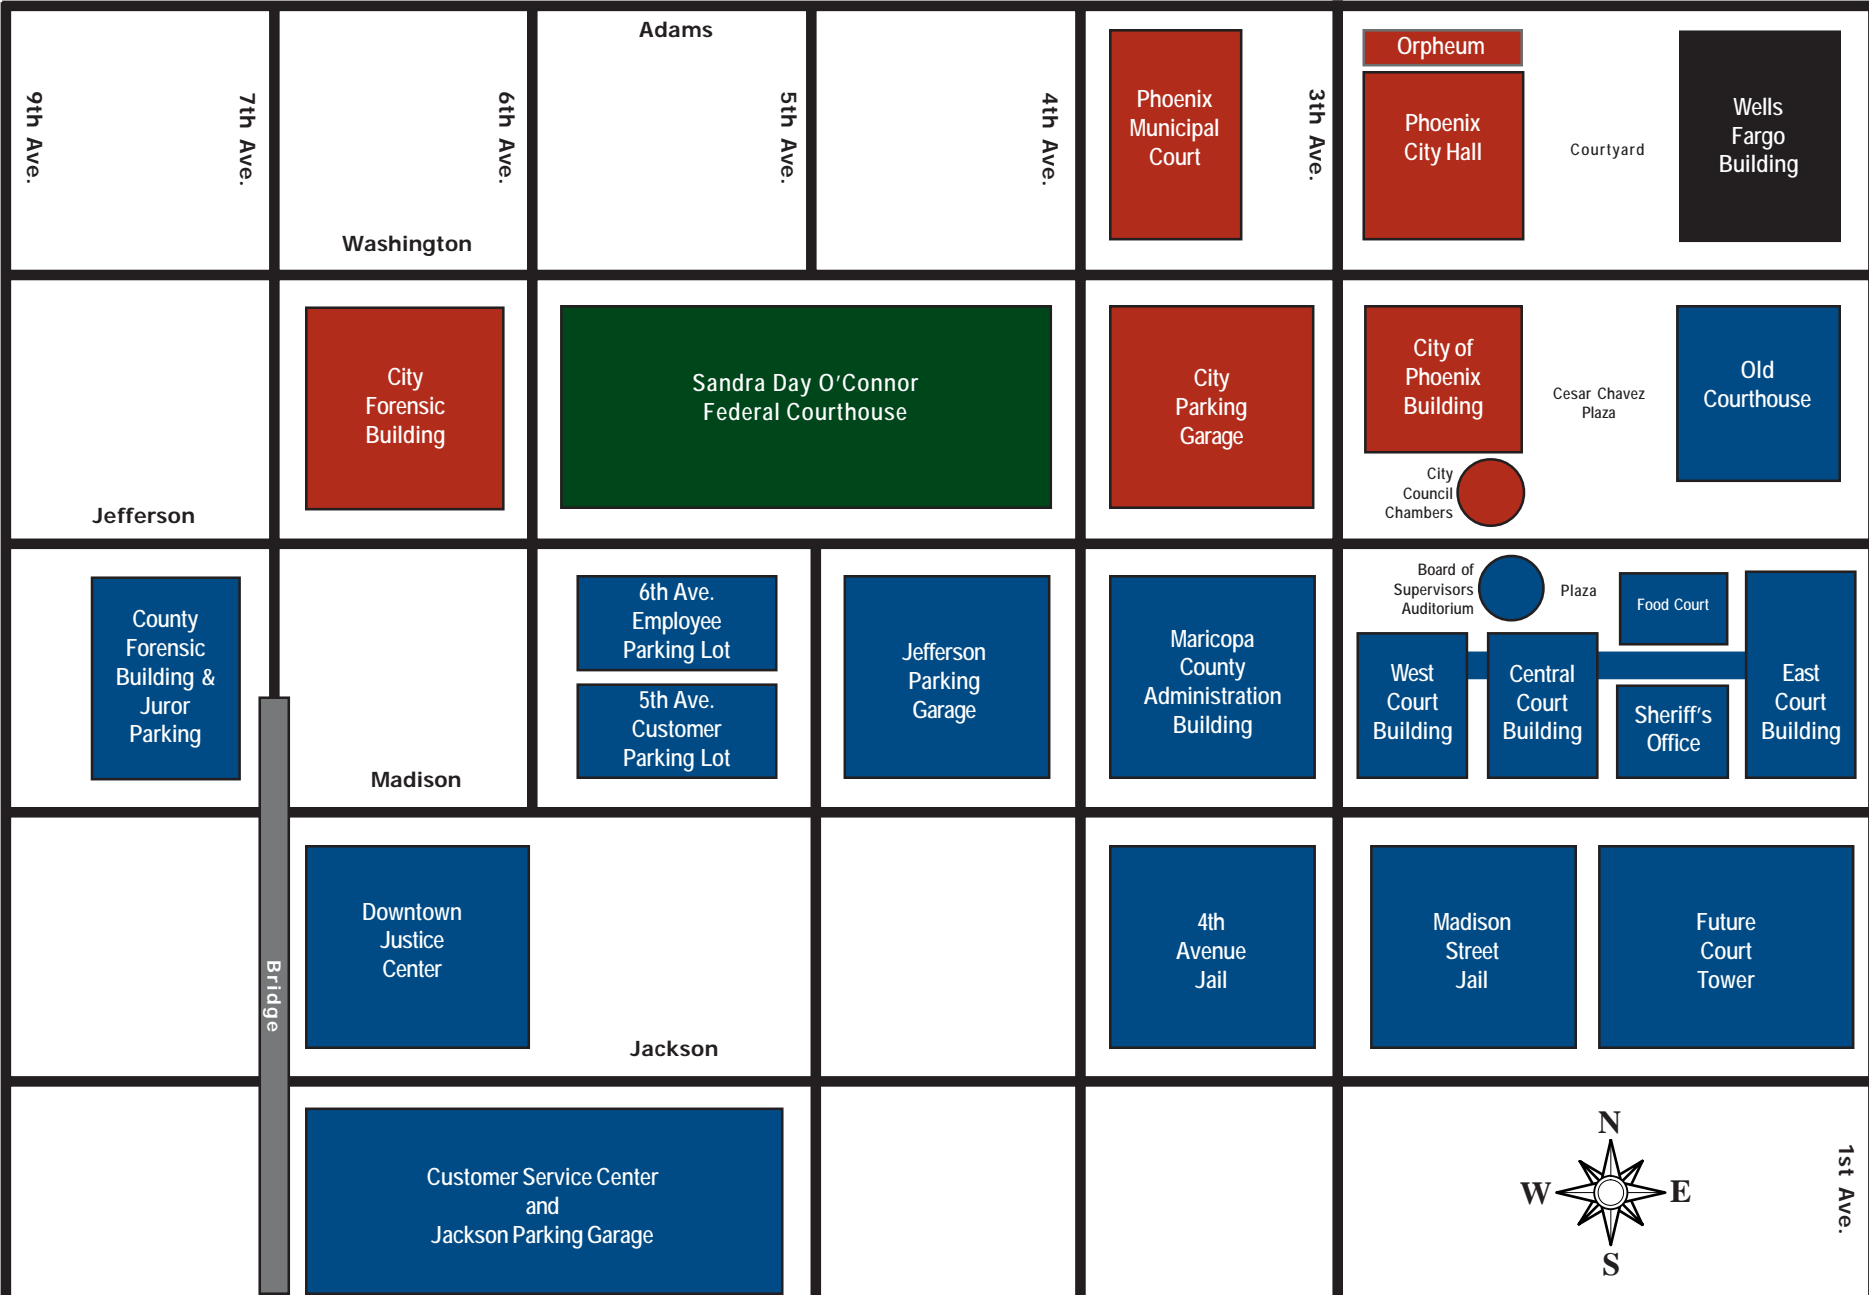 Adams
9th Ave.
7th Ave.
6th Ave.
5th Ave.
4th Ave.
3th Ave.
Phoenix
Municipal
Court
Orpheum
Phoenix
City Hall
Courtyard
Wells
Fargo
Building
Washington
City
Forensic
Building
Sandra Day O'Connor
Federal Courthouse
City
Parking
Garage
City of
Phoenix
Building
Cesar Chavez
Plaza
Old
Courthouse
City
Council
Chambers
Jefferson
County
Forensic
Building &
Juror
Parking
6th Ave.
Employee
Parking Lot
5th Ave.
Customer
Parking Lot
Jefferson
Parking
Garage
Maricopa
County
Administration
Building
Board of
Supervisors
Auditorium
Plaza
Food Court
West
Court
Building
Central
Court
Building
Sheriff's
Office
East
Court
Building
Madison
Bridge
Downtown
Justice
Center
4th
Avenue
Jail
Madison
Street
Jail
Future
Court
Tower
Jackson
Customer Service Center
and
Jackson Parking Garage
N
W
E
S
1st Ave.